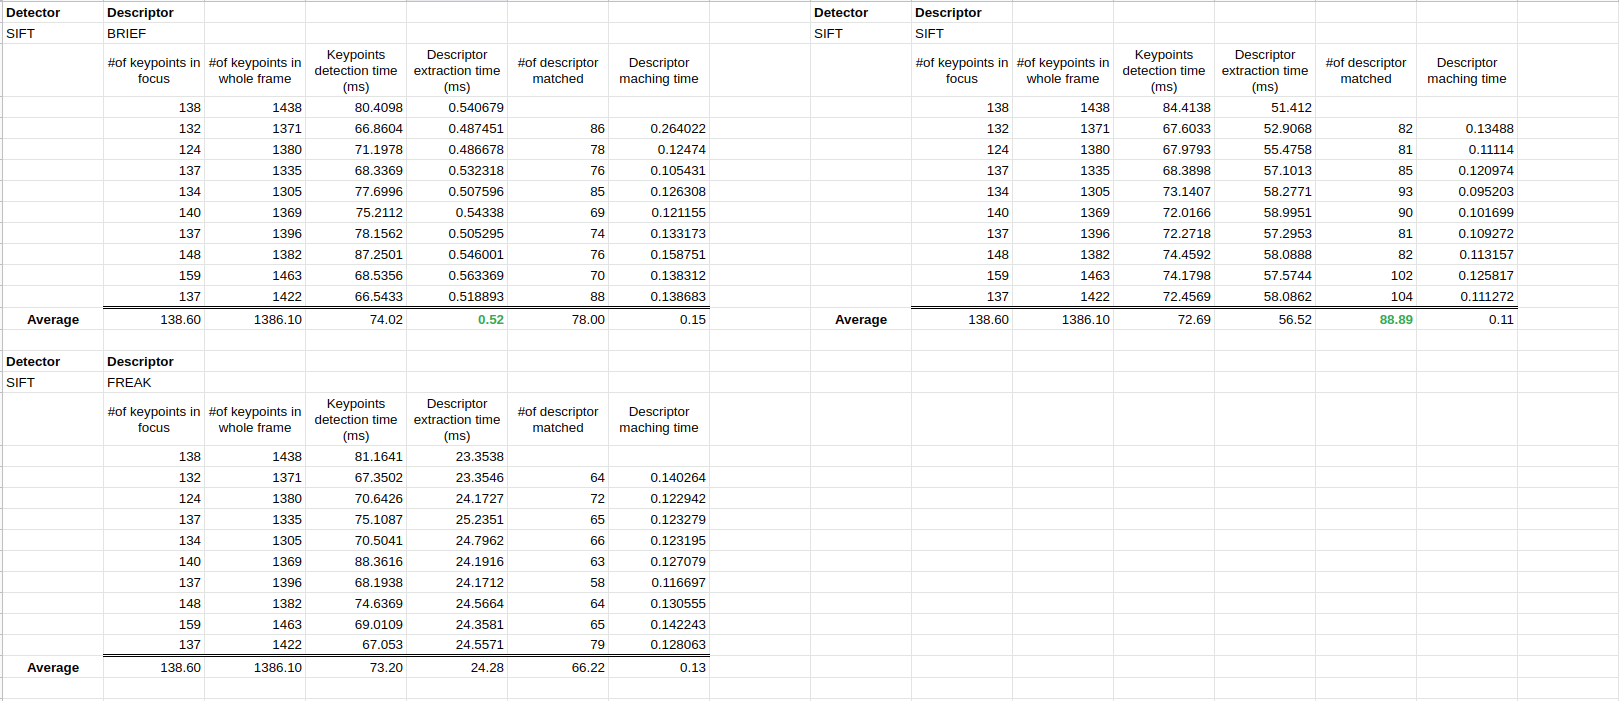 Detector Descriptor
SIFT BRIEF
#of keypoints in focus #of keypoints in whole frame Keypoints detection time (ms) Descriptor extraction time (ms) #of descriptor matched Descriptor maching time
138 1438 80.4098 0.540679
132 1371 66.8604 0.487451 86 0.264022
124 1380 71.1978 0.486678 78 0.12474
137 1335 68.3369 0.532318 76 0.105431
134 1305 77.6996 0.507596 85 0.126308
140 1369 75.2112 0.54338 69 0.121155
137 1396 78.1562 0.505295 74 0.133173
148 1382 87.2501 0.546001 76 0.158751
159 1463 68.5356 0.563369 70 0.138312
137 1422 66.5433 0.518893 88 0.138683
Average 138.60 1386.10 74.02 0.52 78.00 0.15
Detector Descriptor
SIFT SIFT
#of keypoints in focus #of keypoints in whole frame Keypoints detection time (ms) Descriptor extraction time (ms) #of descriptor matched Descriptor maching time
138 1438 84.4138 51.412
132 1371 67.6033 52.9068 82 0.13488
124 1380 67.9793 55.4758 81 0.11114
137 1335 68.3898 57.1013 85 0.120974
134 1305 73.1407 58.2771 93 0.095203
140 1369 72.0166 58.9951 90 0.101699
137 1396 72.2718 57.2953 81 0.109272
148 1382 74.4592 58.0888 82 0.113157
159 1463 74.1798 57.5744 102 0.125817
137 1422 72.4569 58.0862 104 0.111272
Average 138.60 1386.10 72.69 56.52 88.89 0.11
Detector Descriptor
SIFT FREAK
#of keypoints in focus #of keypoints in whole frame Keypoints detection time (ms) Descriptor extraction time (ms) #of descriptor matched Descriptor maching time
138 1438 81.1641 23.3538
132 1371 67.3502 23.3546 64 0.140264
124 1380 70.6426 24.1727 72 0.122942
137 1335 75.1087 25.2351 65 0.123279
134 1305 70.5041 24.7962 66 0.123195
140 1369 88.3616 24.1916 63 0.127079
137 1396 68.1938 24.1712 58 0.116697
148 1382 74.6369 24.5664 64 0.130555
159 1463 69.0109 24.3581 65 0.142243
137 1422 67.053 24.5571 79 0.128063
Average 138.60 1386.10 73.20 24.28 66.22 0.13